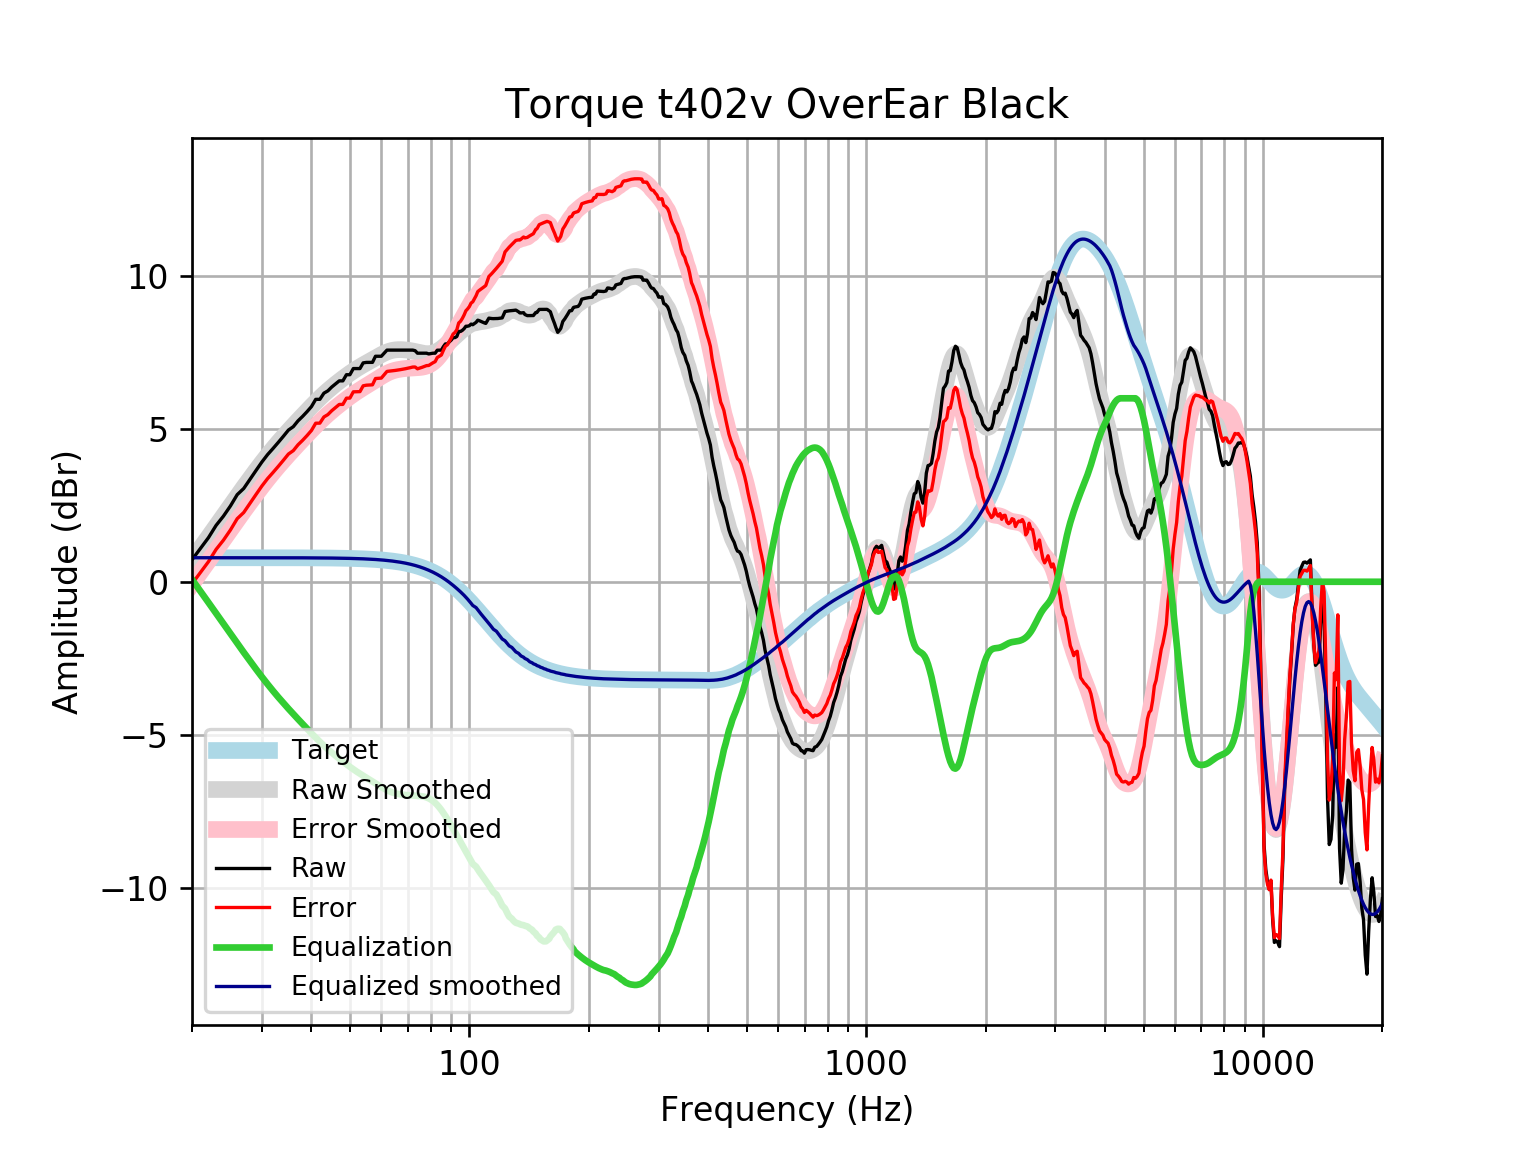 Torque t402v OverEar Black
Amplitude (dBr)
10
5
0
−5
−10
Target
Raw Smoothed
Error Smoothed
Raw
Error
Equalization
Equalized smoothed
100 1000 10000
Frequency (Hz)